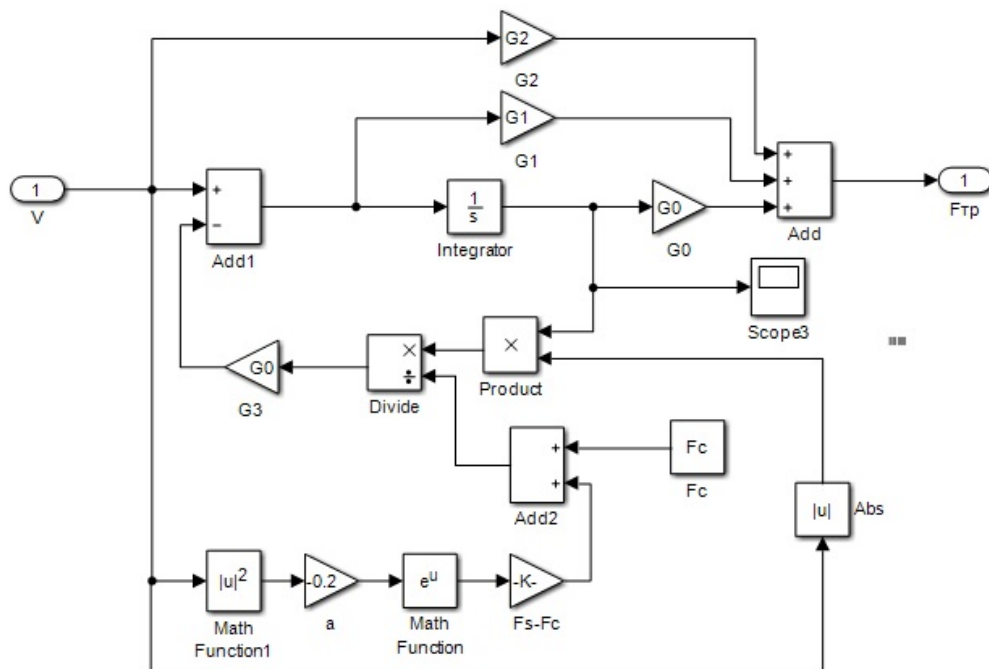 G2
G2
G1
G1
1
V
+
−
Add1
1
s
Integrator
G0
G0
+
+
+
Add
1
Fтр
Scope3
G0
G3
×
÷
Divide
×
Product
+
+
Add2
Fc
Fc
|u|
Abs
|u|²
Math
Function1
-0.2
a
eᵘ
Math
Function
-K-
Fs-Fc